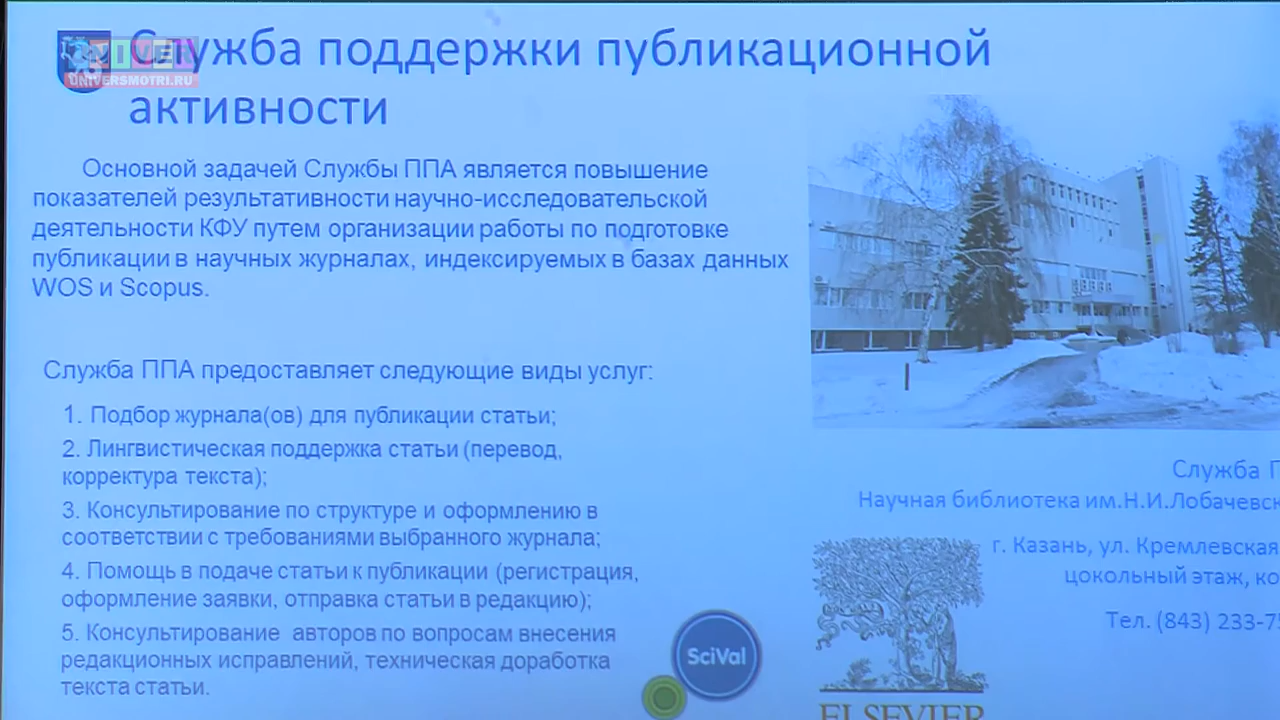 Служба поддержки публикационной
активности
UNIVER
UNIVERSMOTRI.RU
Основной задачей Службы ППА является повышение
показателей результативности научно-исследовательской
деятельности КФУ путем организации работы по подготовке
публикации в научных журналах, индексируемых в базах данных
WOS и Scopus.
Служба ППА предоставляет следующие виды услуг:
1. Подбор журнала(ов) для публикации статьи;
2. Лингвистическая поддержка статьи (перевод,
корректура текста);
3. Консультирование по структуре и оформлению в
соответствии с требованиями выбранного журнала;
4. Помощь в подаче статьи к публикации (регистрация,
оформление заявки, отправка статьи в редакцию);
5. Консультирование авторов по вопросам внесения
редакционных исправлений, техническая доработка
текста статьи.
SciVal
Служба
Научная библиотека им.Н.И.Лобачевск
г. Казань, ул. Кремлевская
цокольный этаж,
Тел. (843) 233-7
ELSEVIER